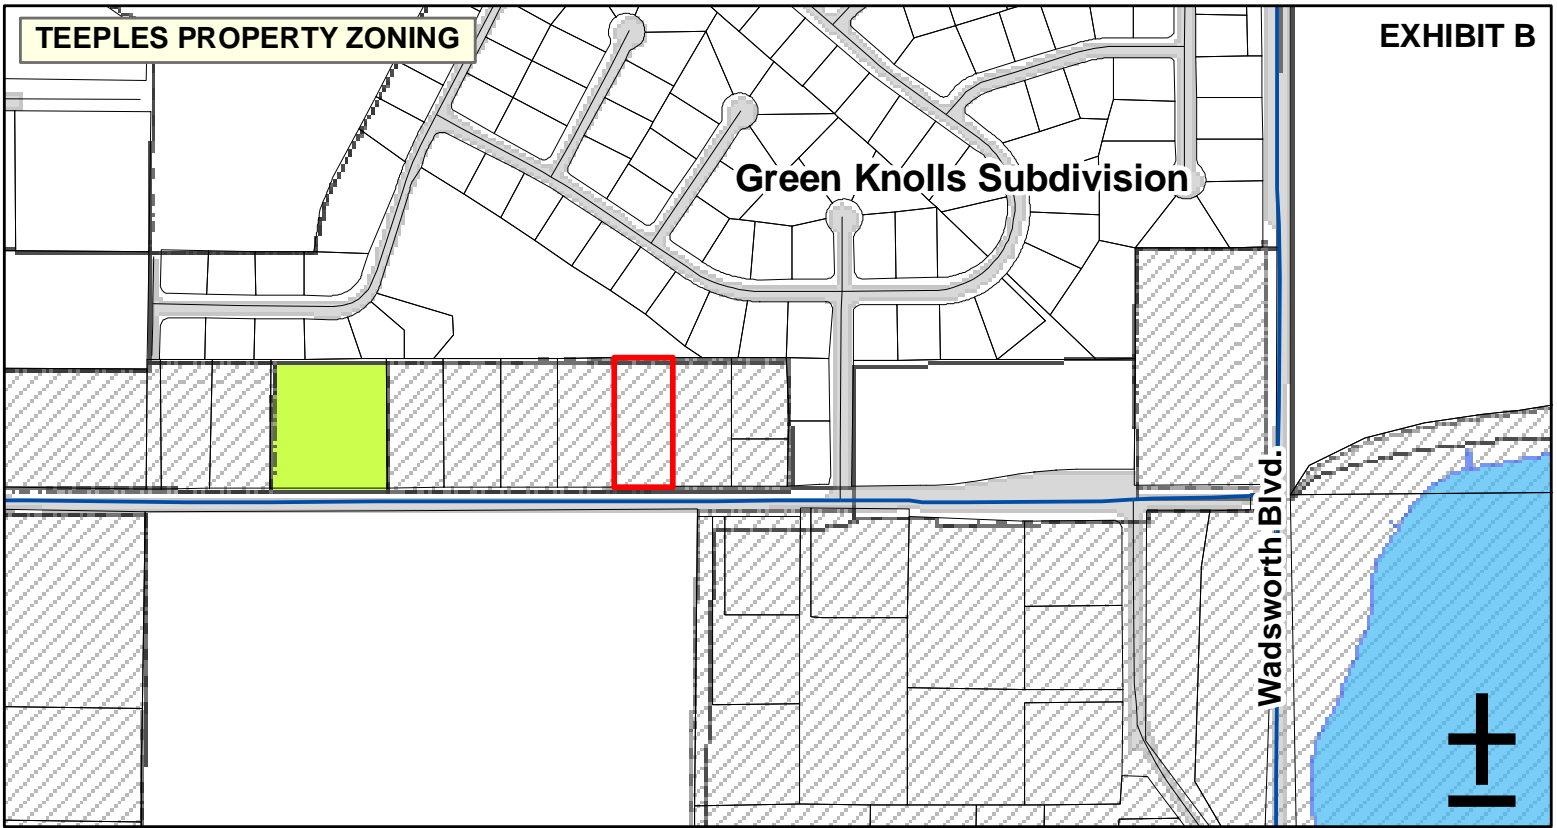 TEEPLES PROPERTY ZONING
EXHIBIT B
Green Knolls Subdivision
Wadsworth Blvd.